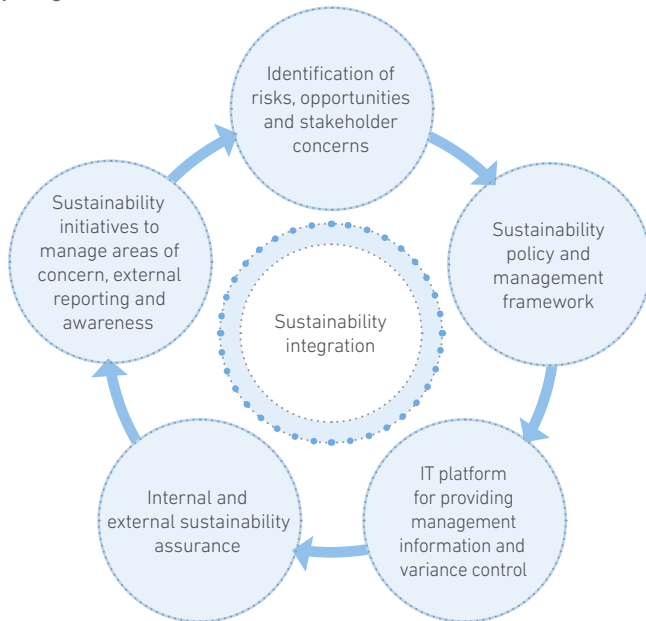 Identification of
risks, opportunities
and stakeholder
concerns
Sustainability
policy and
management
framework
IT platform
for providing
management
information and
variance control
Internal and
external sustainability
assurance
Sustainability
initiatives to
manage areas of
concern, external
reporting and
awareness
Sustainability
integration